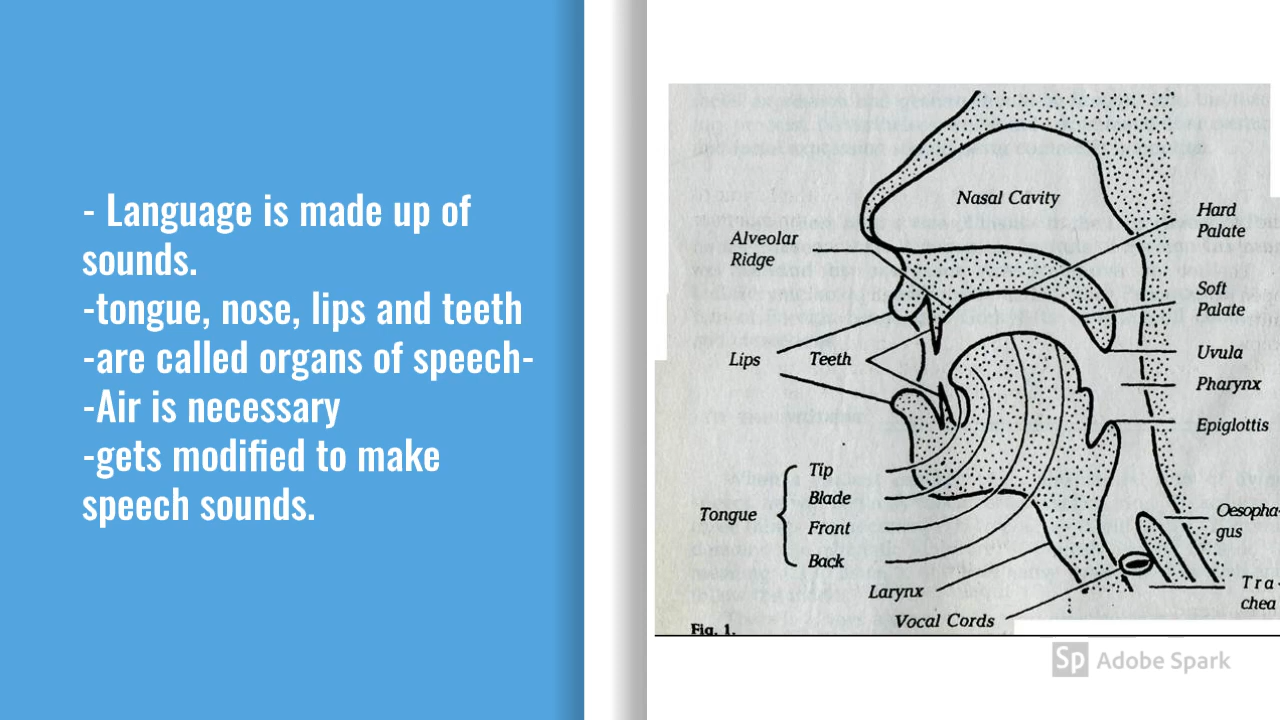 - Language is made up of
sounds.
-tongue, nose, lips and teeth
-are called organs of speech-
-Air is necessary
-gets modified to make
speech sounds.
Nasal Cavity
Hard
Palate
Alveolar
Ridge
Soft
Palate
Lips
Teeth
Uvula
Pharynx
Epiglottis
Tip
Blade
Tongue
Front
Back
Oesopha-
gus
Larynx
Tra-
chea
Vocal Cords
Fig. 1.
Sp Adobe Spark